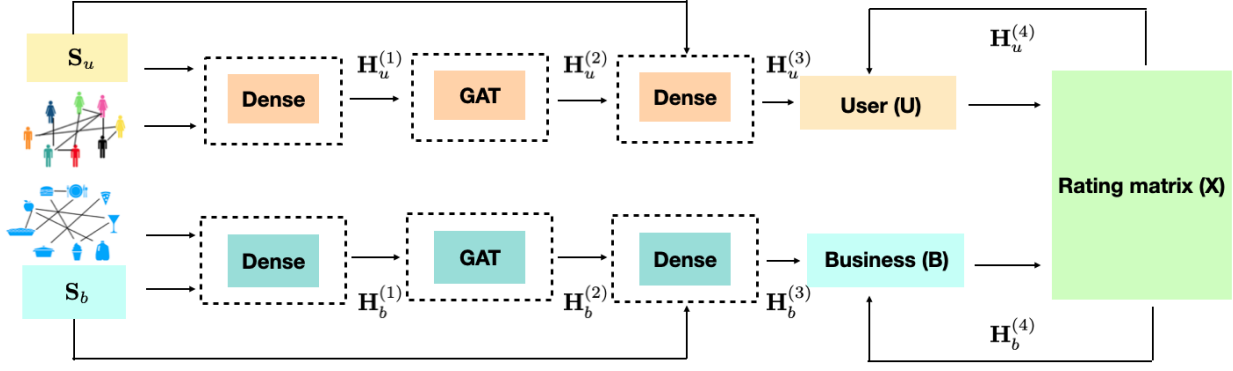 S_u
Dense
H_u^{(1)}
GAT
H_u^{(2)}
Dense
H_u^{(3)}
User (U)
H_u^{(4)}
Rating matrix (X)
S_b
Dense
H_b^{(1)}
GAT
H_b^{(2)}
Dense
H_b^{(3)}
Business (B)
H_b^{(4)}